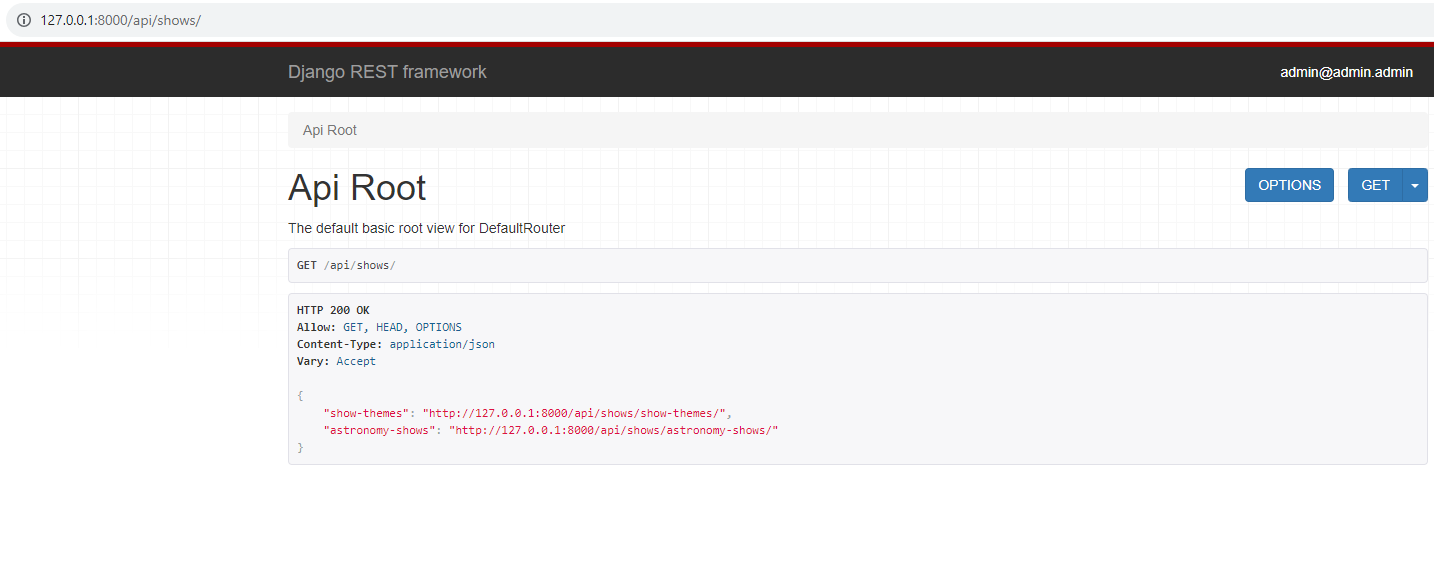 127.0.0.1:8000/api/shows/
Django REST framework admin@admin.admin
Api Root
Api Root OPTIONS GET
The default basic root view for DefaultRouter
GET /api/shows/
HTTP 200 OK
Allow: GET, HEAD, OPTIONS
Content-Type: application/json
Vary: Accept
{
"show-themes": "http://127.0.0.1:8000/api/shows/show-themes/",
"astronomy-shows": "http://127.0.0.1:8000/api/shows/astronomy-shows/"
}